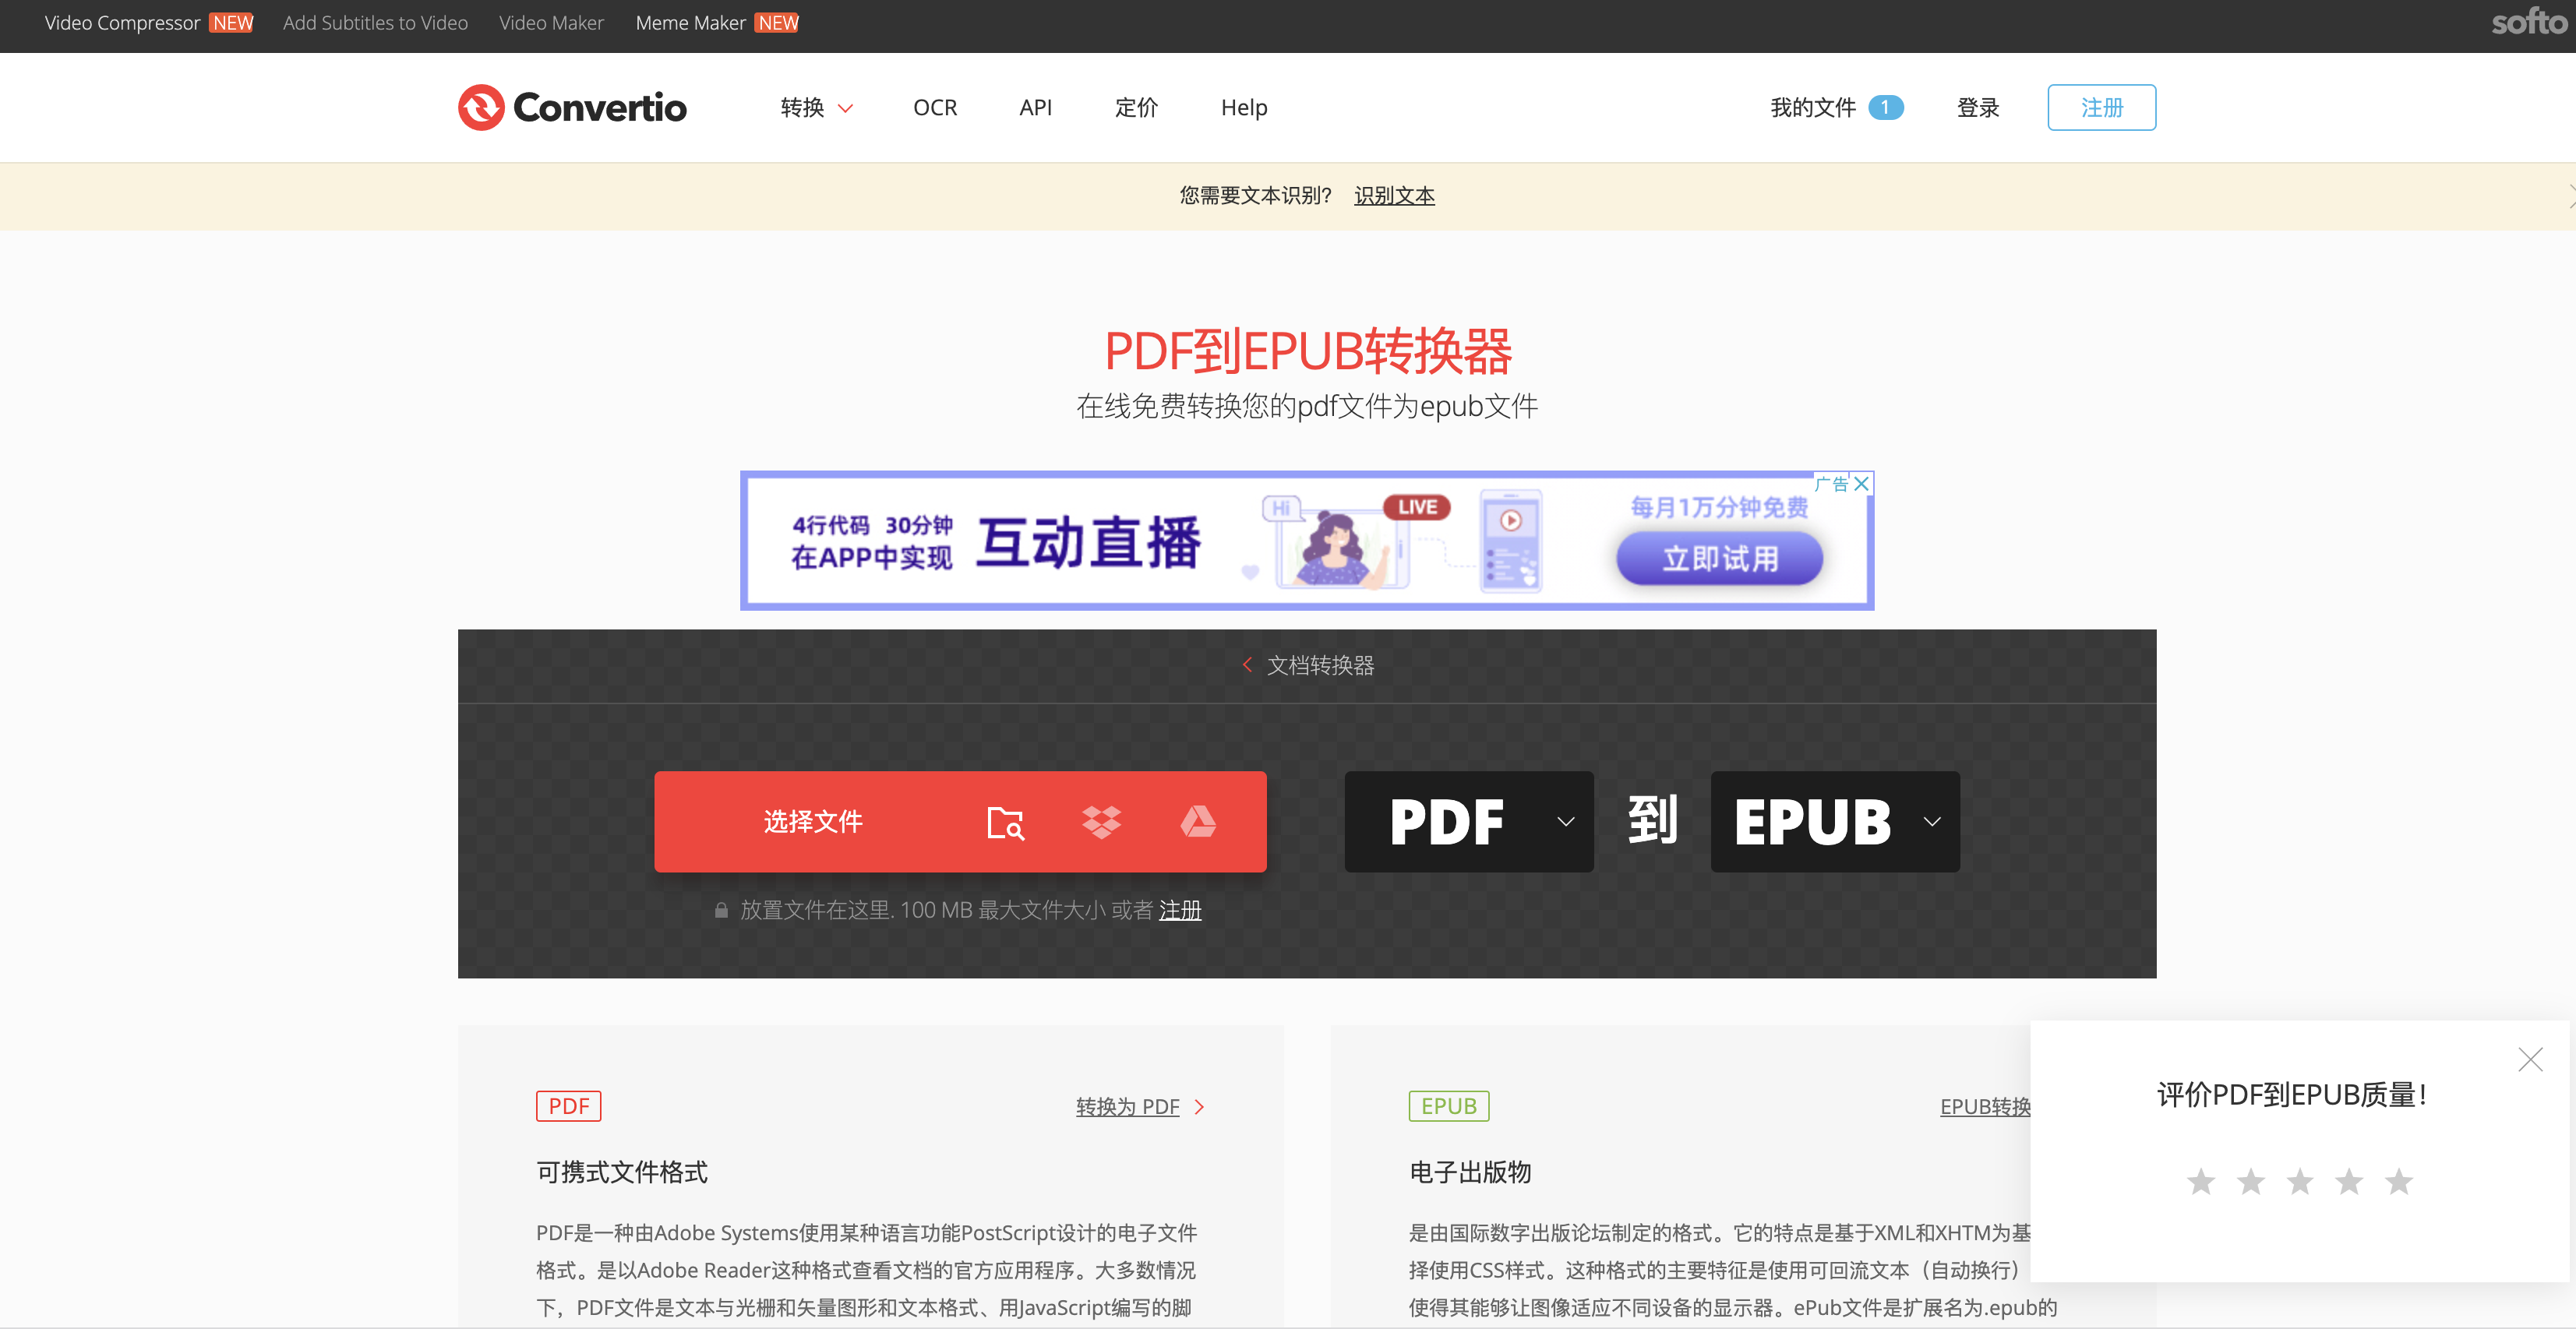 Video Compressor NEW Add Subtitles to Video Video Maker Meme Maker NEW softo
Convertio 转换 OCR API 定价 Help 我的文件 1 登录 注册
您需要文本识别? 识别文本
PDF到EPUB转换器
在线免费转换您的pdf文件为epub文件
广告
4行代码 30分钟
在APP中实现
互动直播
Hi
LIVE
每月1万分钟免费
立即试用
文档转换器
选择文件
PDF 到 EPUB
放置文件在这里. 100 MB 最大文件大小 或者 注册
PDF 转换为 PDF
可携式文件格式
PDF是一种由Adobe Systems使用某种语言功能PostScript设计的电子文件
格式。是以Adobe Reader这种格式查看文档的官方应用程序。大多数情况
下，PDF文件是文本与光栅和矢量图形和文本格式、用JavaScript编写的脚
EPUB EPUB转换
电子出版物
是由国际数字出版论坛制定的格式。它的特点是基于XML和XHTM为基
择使用CSS样式。这种格式的主要特征是使用可回流文本（自动换行）
使得其能够让图像适应不同设备的显示器。ePub文件是扩展名为.epub的
评价PDF到EPUB质量!